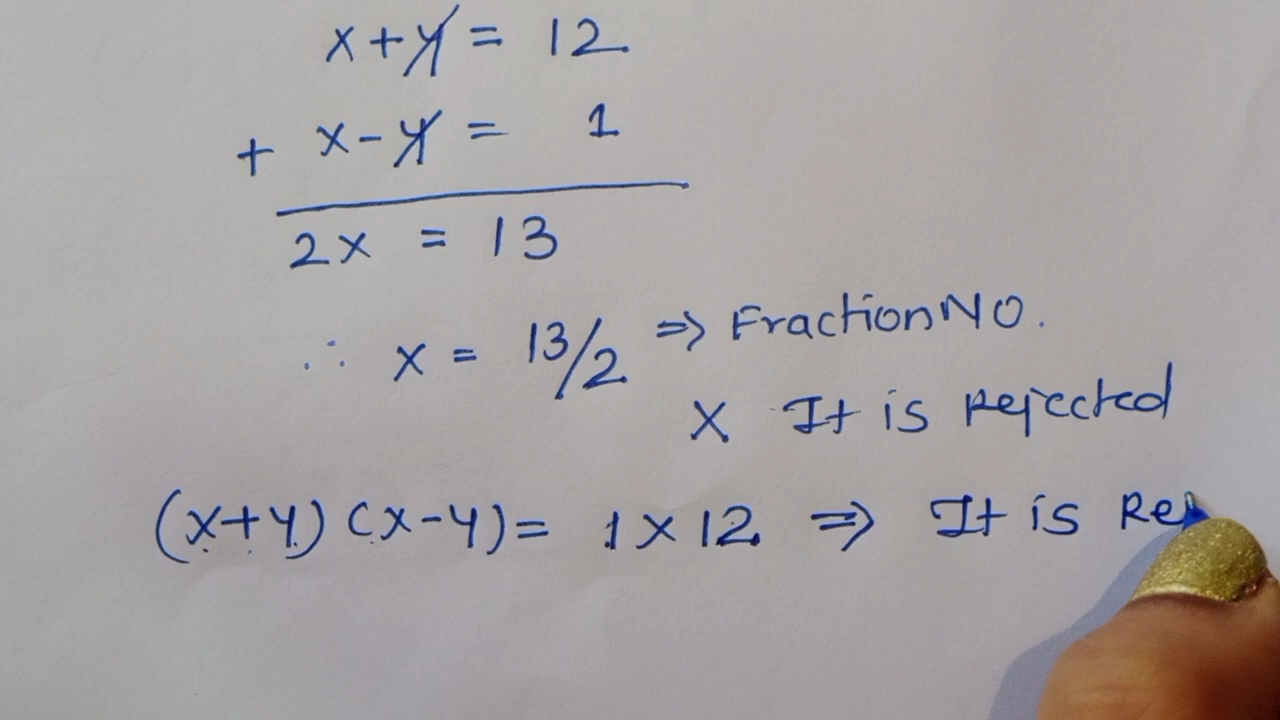 x+y = 12
+ x-y = 1
2x = 13
∴ x = 13/2 => Fraction NO.
X It is rejected
(x+y) (x-y) = 1 X 12 => It is Re